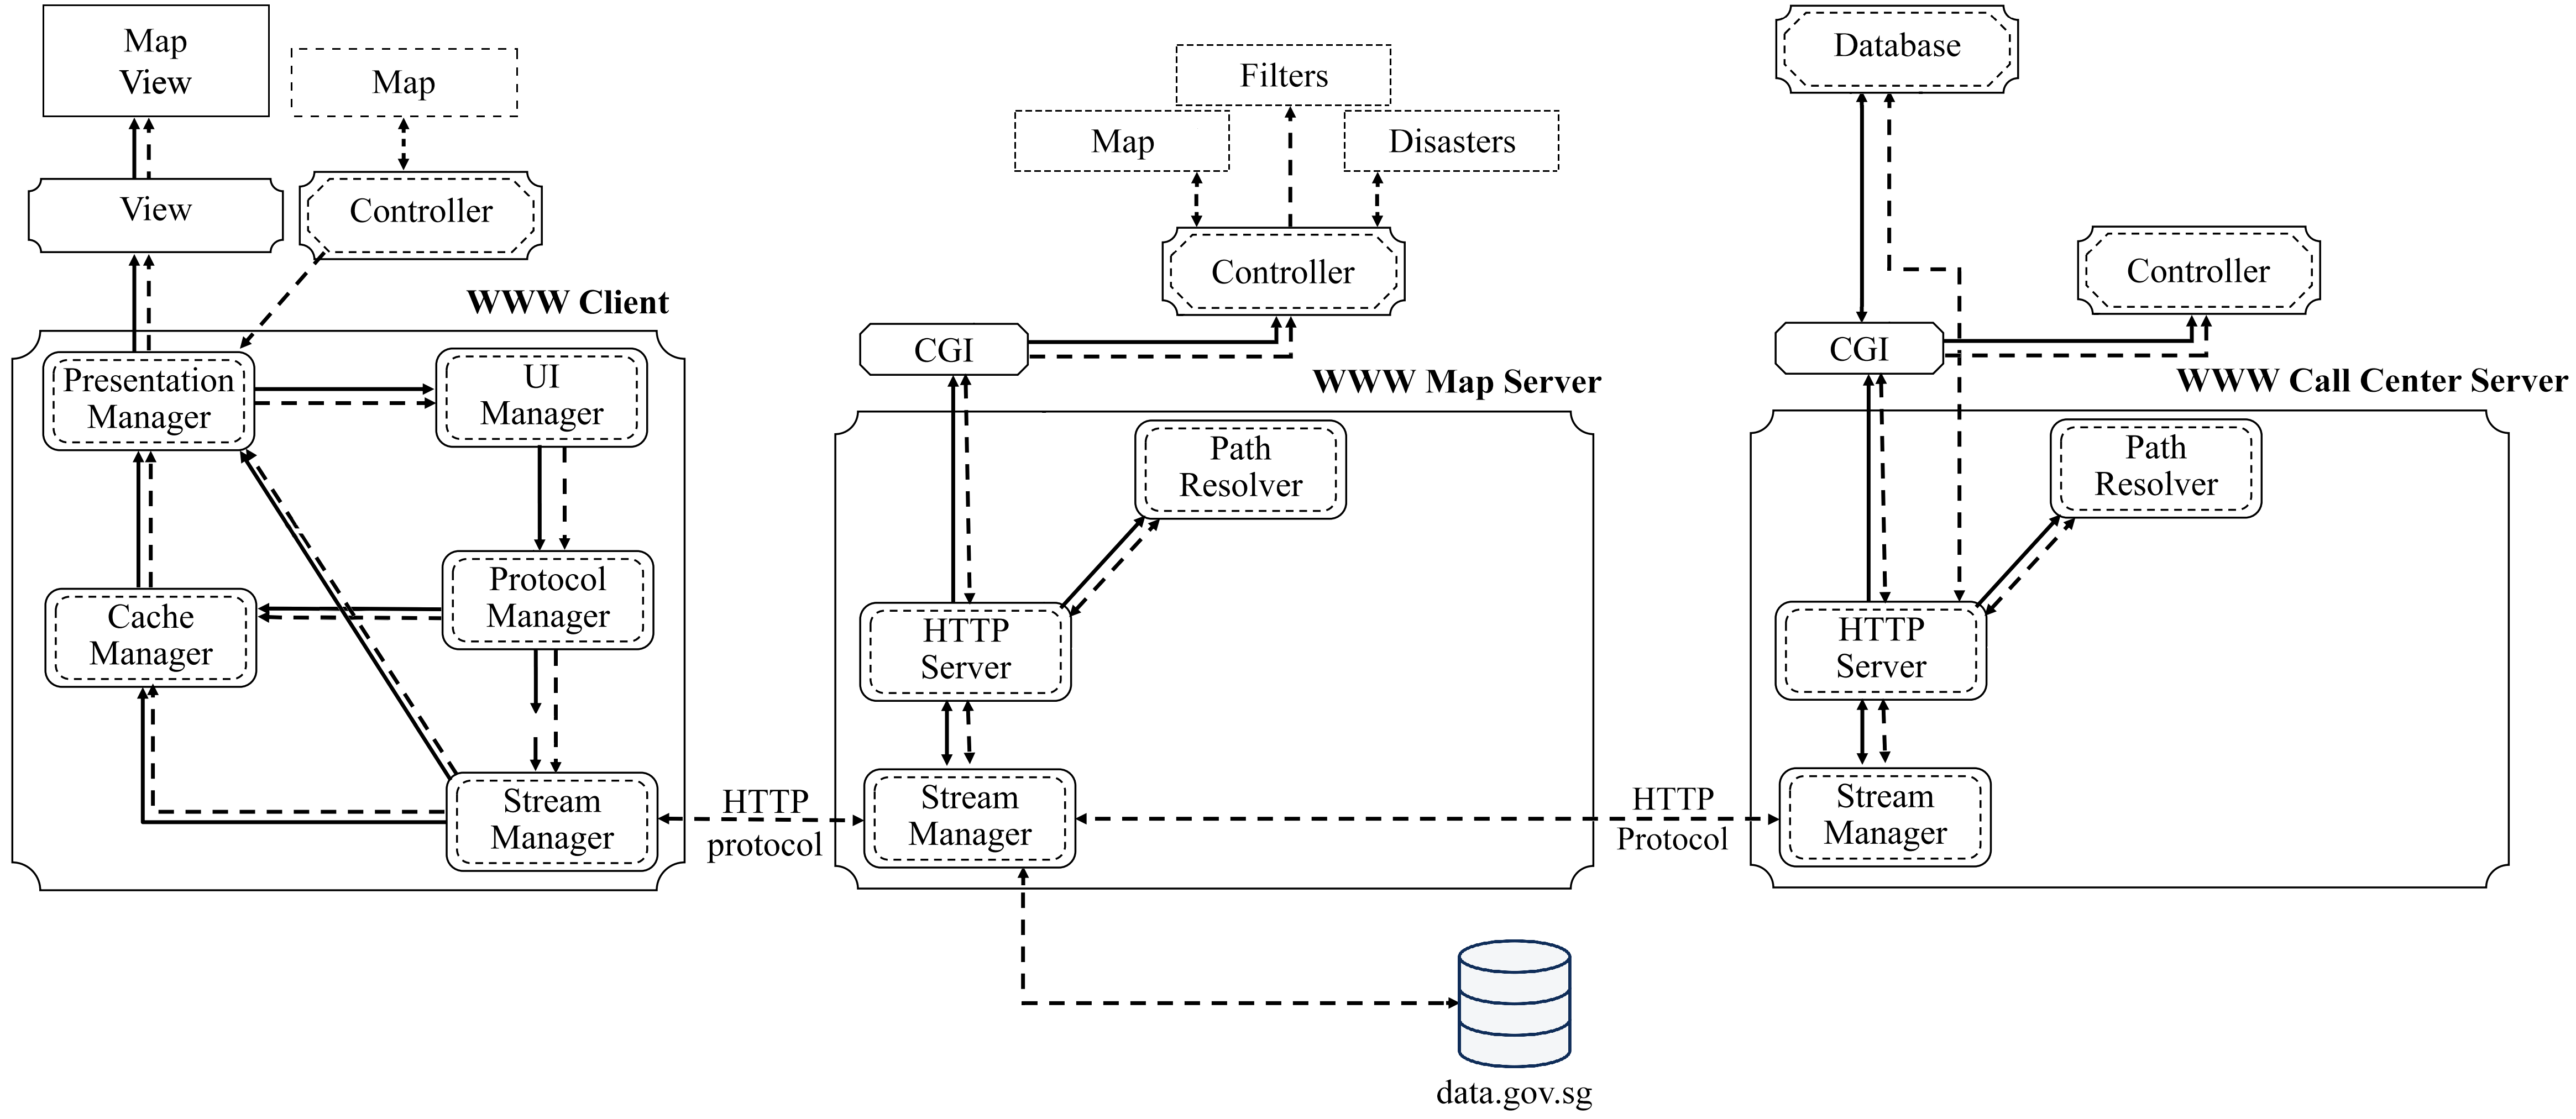 Map
View
Map
View
Controller
WWW Client
Presentation
Manager
UI
Manager
Cache
Manager
Protocol
Manager
Stream
Manager
HTTP
protocol
Filters
Map
Disasters
Controller
CGI
WWW Map Server
Path
Resolver
HTTP
Server
Stream
Manager
HTTP
Protocol
data.gov.sg
Database
Controller
CGI
WWW Call Center Server
Path
Resolver
HTTP
Server
Stream
Manager